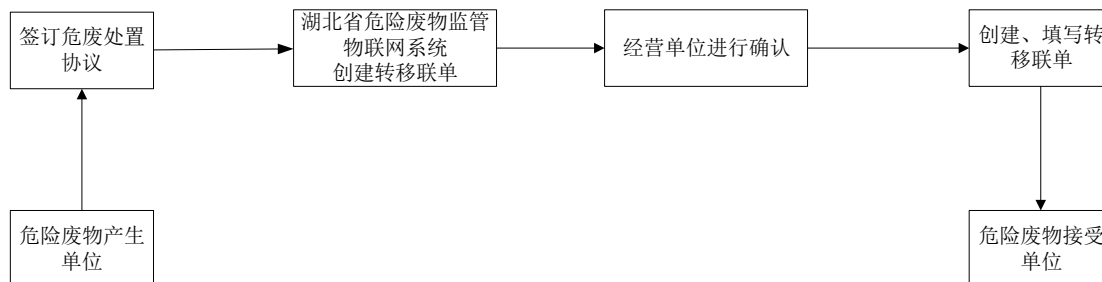 签订危废处置
协议
湖北省危险废物监管
物联网系统
创建转移联单
经营单位进行确认
创建、填写转
移联单
危险废物产生
单位
危险废物接受
单位